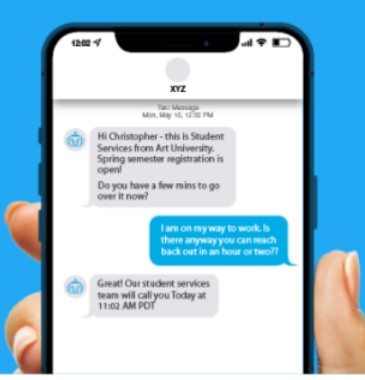 12:02
XYZ
Text Message
Mon, May 10, 12:02 PM
Hi Christopher - this is Student
Services from Art University.
Spring semester registration is
open!
Do you have a few mins to go
over it now?
I am on my way to work. Is
there anyway you can reach
back out in an hour or two??
Great! Our student services
team will call you Today at
11:02 AM PDT